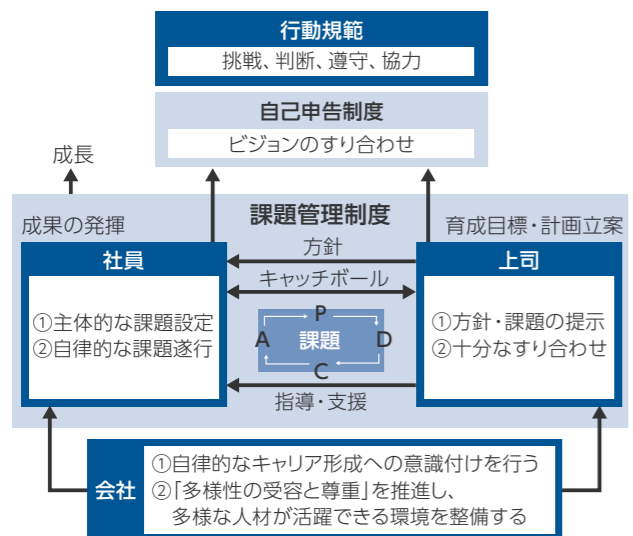 行動規範
挑戦、判断、遵守、協力
自己申告制度
ビジョンのすり合わせ
成長
成果の発揮
課題管理制度
育成目標・計画立案
方針
社員
上司
キャッチボール
①主体的な課題設定
②自律的な課題遂行
P
A
課題
D
C
①方針・課題の提示
②十分なすり合わせ
指導・支援
会社
①自律的なキャリア形成への意識付けを行う
②「多様性の受容と尊重」を推進し、
多様な人材が活躍できる環境を整備する